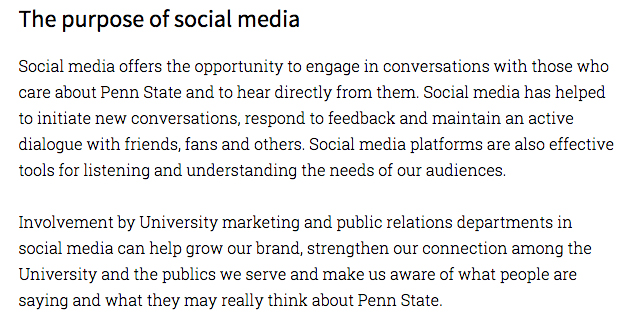 The purpose of social media
Social media offers the opportunity to engage in conversations with those who
care about Penn State and to hear directly from them. Social media has helped
to initiate new conversations, respond to feedback and maintain an active
dialogue with friends, fans and others. Social media platforms are also effective
tools for listening and understanding the needs of our audiences.
Involvement by University marketing and public relations departments in
social media can help grow our brand, strengthen our connection among the
University and the publics we serve and make us aware of what people are
saying and what they may really think about Penn State.